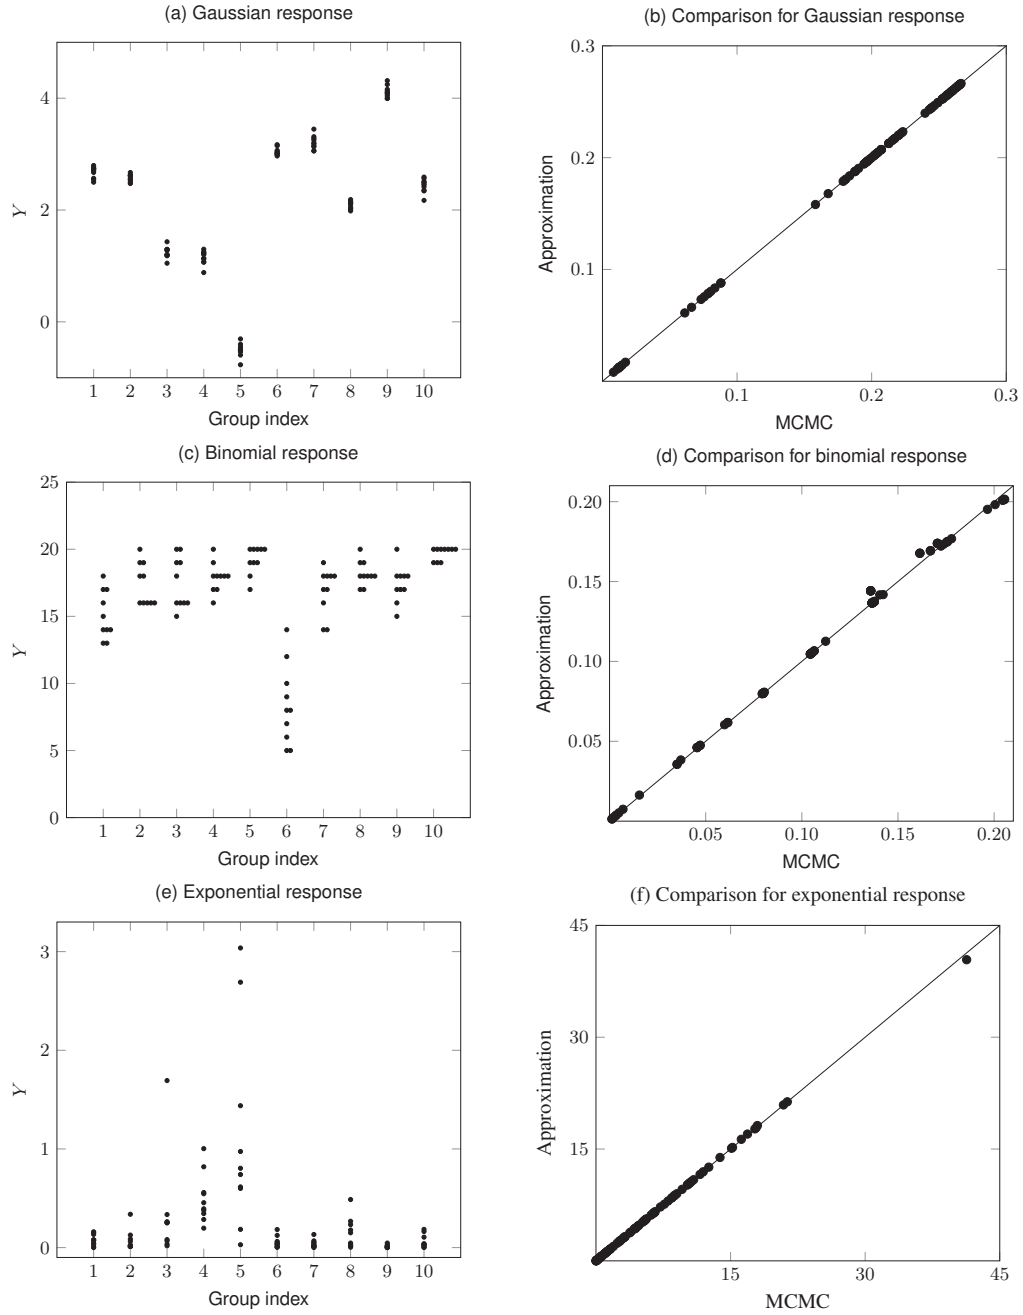 (a) Gaussian response
4
2
0
Y
1 2 3 4 5 6 7 8 9 10
Group index
(b) Comparison for Gaussian response
0.3
0.2
0.1
Approximation
0.1 0.2 0.3
MCMC
(c) Binomial response
25
20
15
10
5
0
Y
1 2 3 4 5 6 7 8 9 10
Group index
(d) Comparison for binomial response
0.20
0.15
0.10
0.05
Approximation
0.05 0.10 0.15 0.20
MCMC
(e) Exponential response
3
2
1
0
Y
1 2 3 4 5 6 7 8 9 10
Group index
(f) Comparison for exponential response
45
30
15
Approximation
15 30 45
MCMC